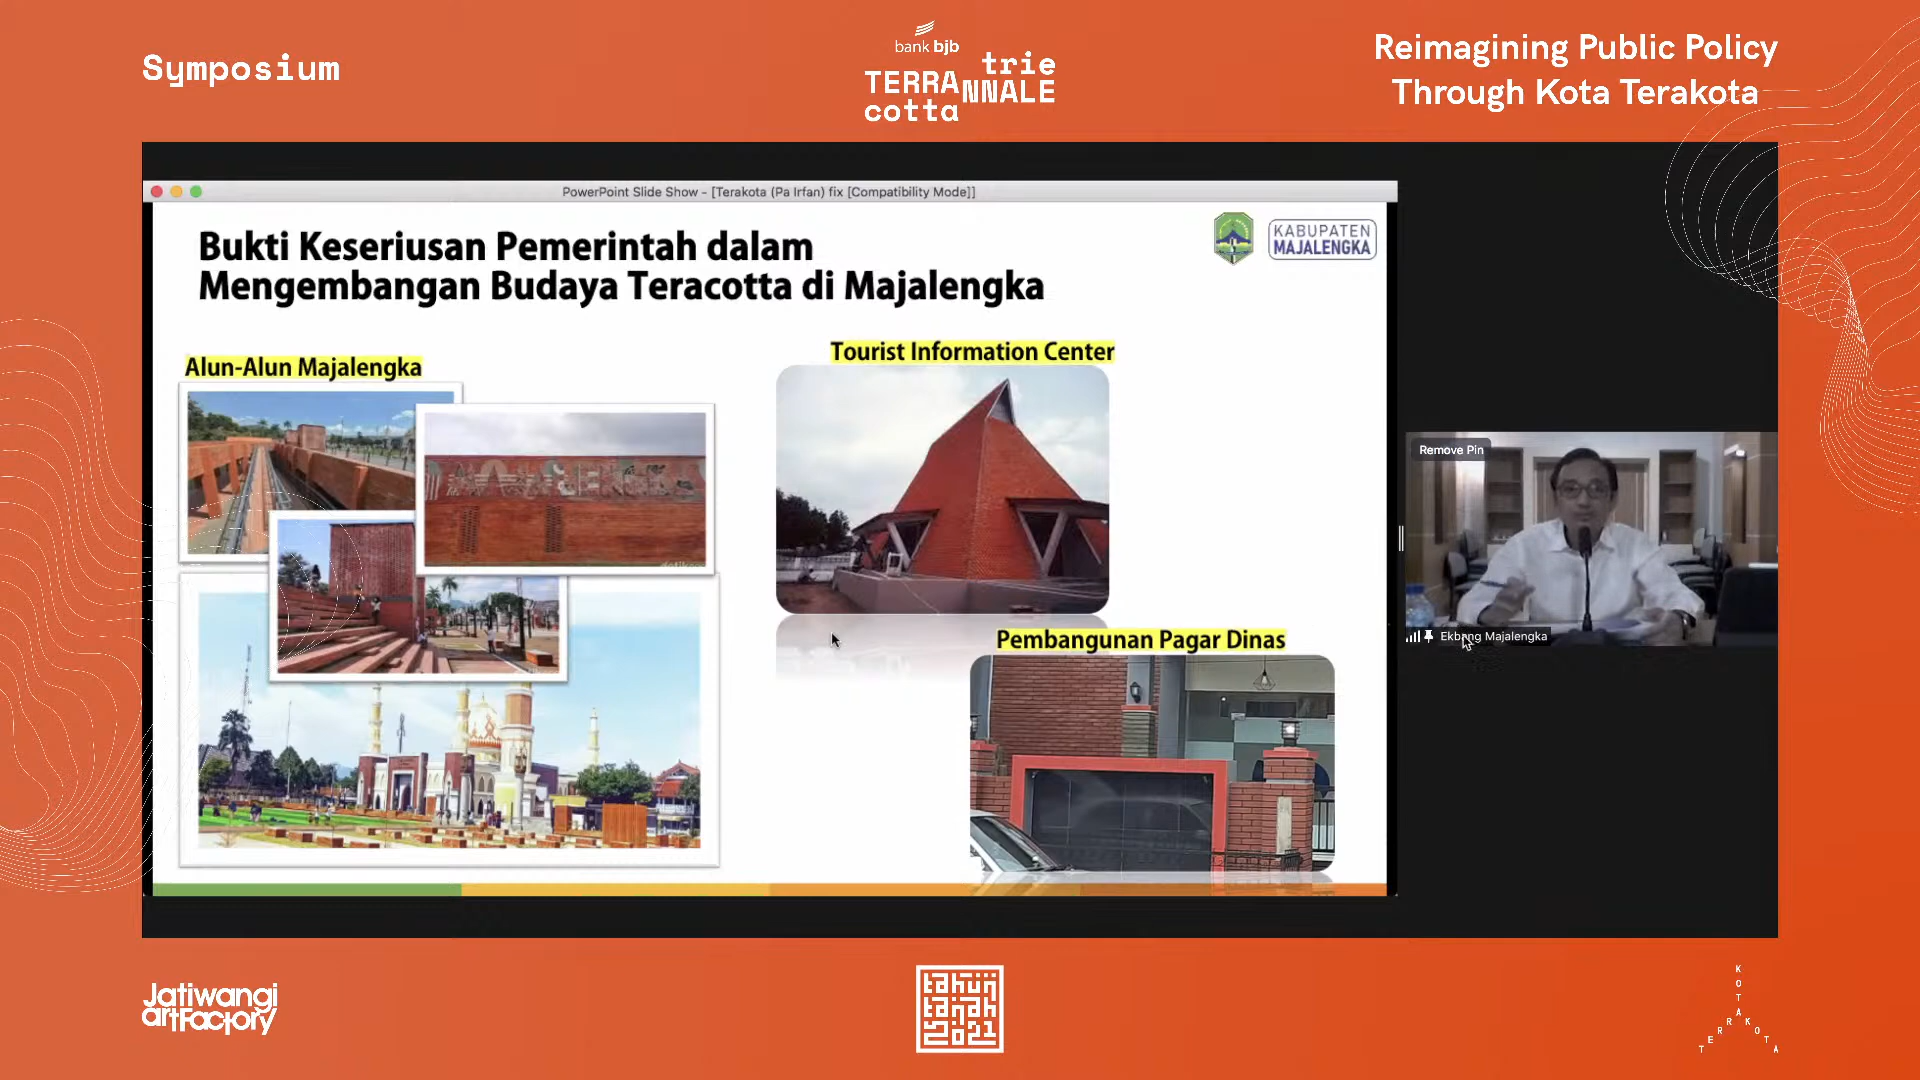 Symposium
bank bjb
TERRA trie
cotta NNALE
Reimagining Public Policy
Through Kota Terakota
PowerPoint Slide Show - [Terakota (Pa Irfan) fix [Compatibility Mode]]
Bukti Keseriusan Pemerintah dalam
Mengembangan Budaya Teracotta di Majalengka
KABUPATEN
MAJALENGKA
Alun-Alun Majalengka
Tourist Information Center
Pembangunan Pagar Dinas
Remove Pin
Ekbang Majalengka
Jatiwangi
artFactory
tahun
tanah
2021
KOTA
TERRAKOTA